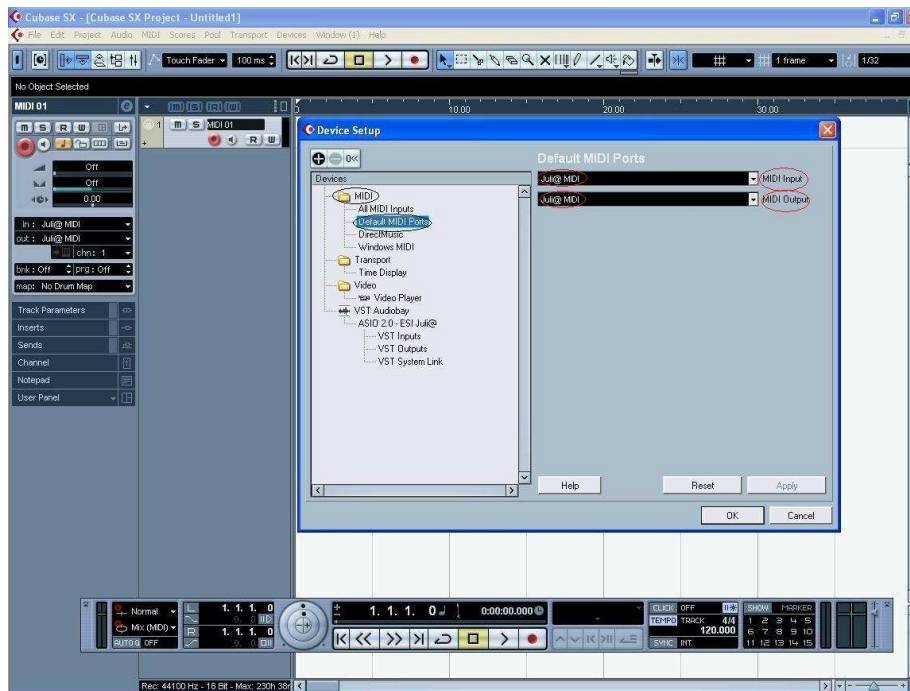 Cubase SX - [Cubase SX Project - Untitled1]
File Edit Project Audio MIDI Scores Pool Transport Devices Window (1) Help
Touch Fader 100 ms 1 frame 1/32
No Object Selected
MIDI 01
10.00 20.00 30.00
M S R W
1 M S MIDI 01
R W
Off
Off
0.00
in : Juli@ MIDI
out : Juli@ MIDI
chn: 1
bnk : Off prg : Off
map: No Drum Map
Track Parameters
Inserts
Sends
Channel
Notepad
User Panel
Device Setup
Devices
MIDI
All MIDI Inputs
Default MIDI Ports
DirectMusic
Windows MIDI
Transport
Time Display
Video
Video Player
VST Audiobay
ASIO 2.0 - ESI Juli@
VST Inputs
VST Outputs
VST System Link
Default MIDI Ports
Juli@ MIDI MIDI Input
Juli@ MIDI MIDI Output
Help Reset Apply
OK Cancel
Normal
Mix (MIDI)
AUTO Q OFF
L 1. 1. 1. 0
0. 0
R 1. 1. 1. 0
0. 0
1. 1. 1. 0 0:00:00.000
CLICK OFF
TEMPO TRACK 4/4
120.000
SYNC INT.
SHOW MARKER
1 2 3 4 5
6 7 8 9 10
11 12 13 14 15
Rec: 44100 Hz - 16 Bit - Max: 230h 38